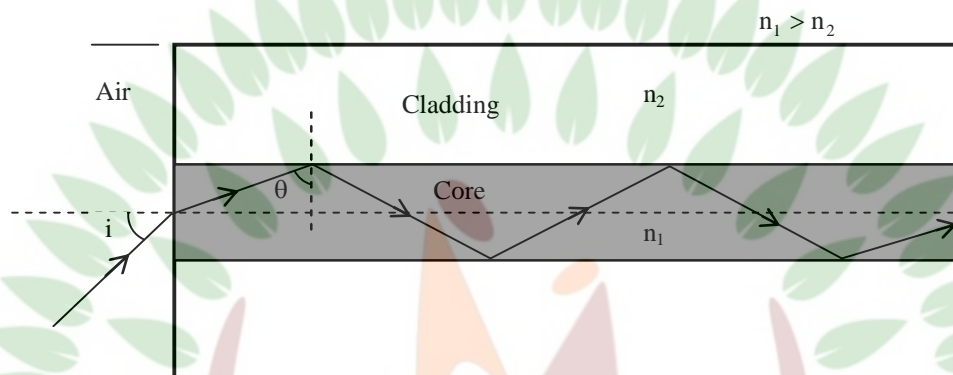 n₁ > n₂
Air
Cladding
n₂
θ
Core
i
n₁